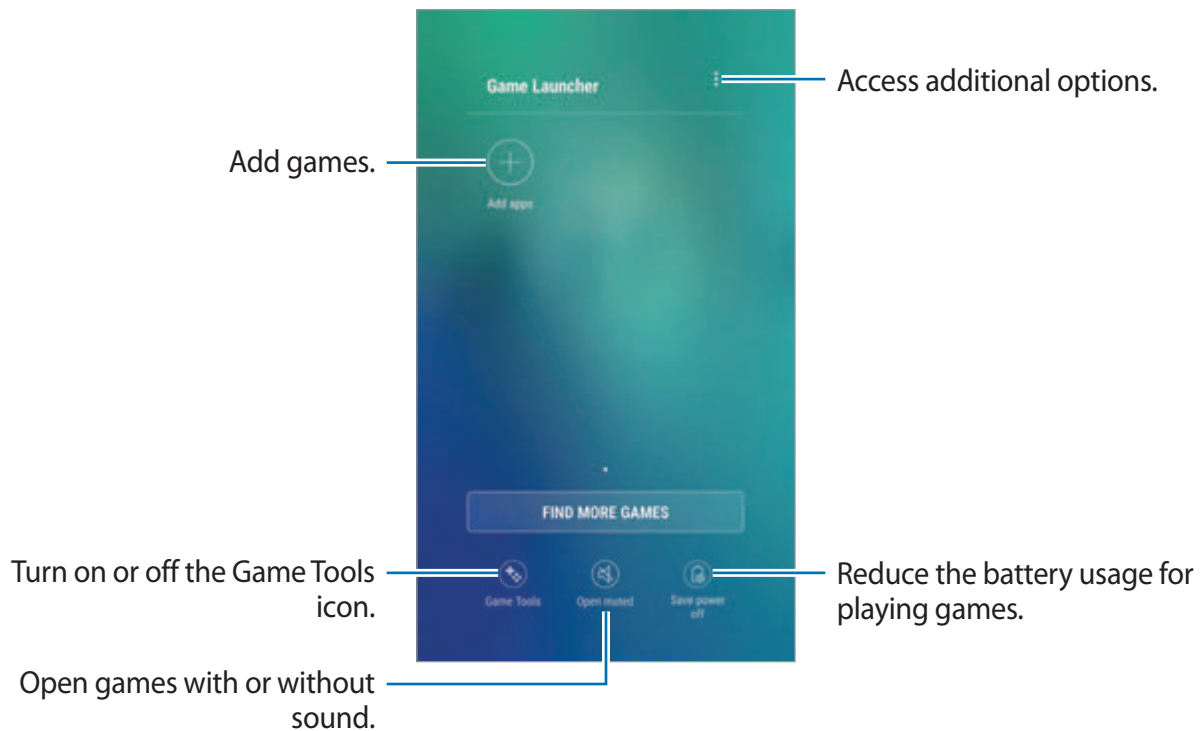 Game Launcher
Access additional options.
Add games.
Add apps
FIND MORE GAMES
Turn on or off the Game Tools
icon.
Game Tools
Open muted
Save power
off
Reduce the battery usage for
playing games.
Open games with or without
sound.